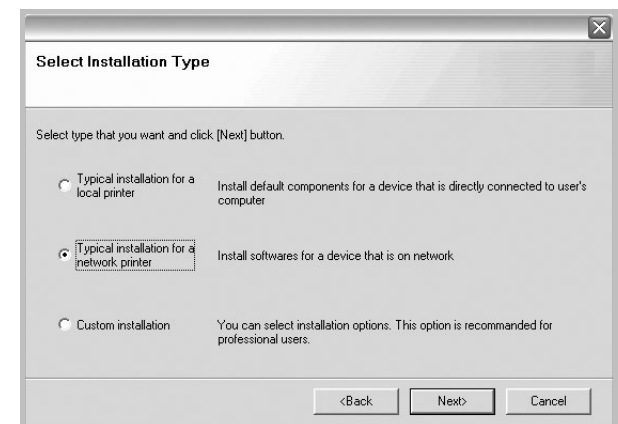 Select Installation Type
Select type that you want and click [Next] button.
Typical installation for a
local printer
Install default components for a device that is directly connected to user's
computer
Typical installation for a
network printer
Install softwares for a device that is on network
Custom installation
You can select installation options. This option is recommanded for
professional users.
<Back
Next>
Cancel